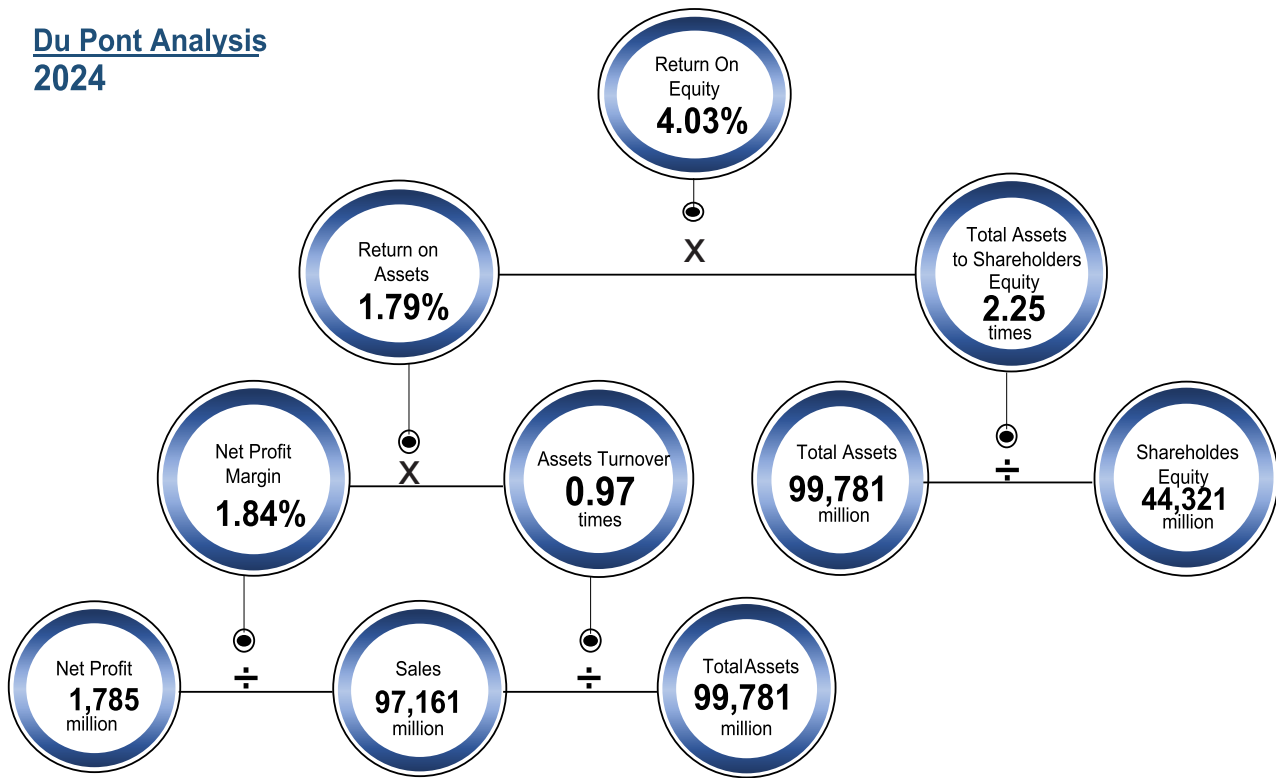 Du Pont Analysis
2024
Return On
Equity
4.03%
X
Return on
Assets
1.79%
Total Assets
to Shareholders
Equity
2.25
times
X
Net Profit
Margin
1.84%
Assets Turnover
0.97
times
÷
Total Assets
99,781
million
Shareholdes
Equity
44,321
million
÷
÷
Net Profit
1,785
million
Sales
97,161
million
TotalAssets
99,781
million